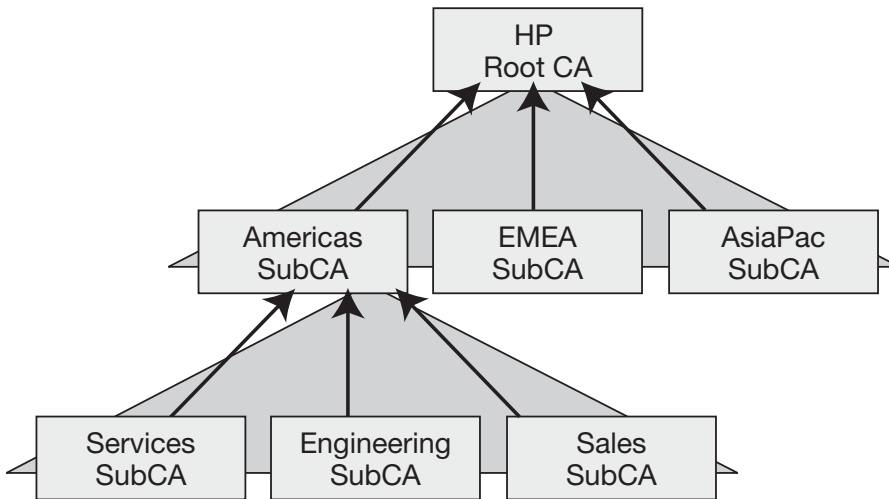 HP
Root CA
Americas
SubCA
EMEA
SubCA
AsiaPac
SubCA
Services
SubCA
Engineering
SubCA
Sales
SubCA